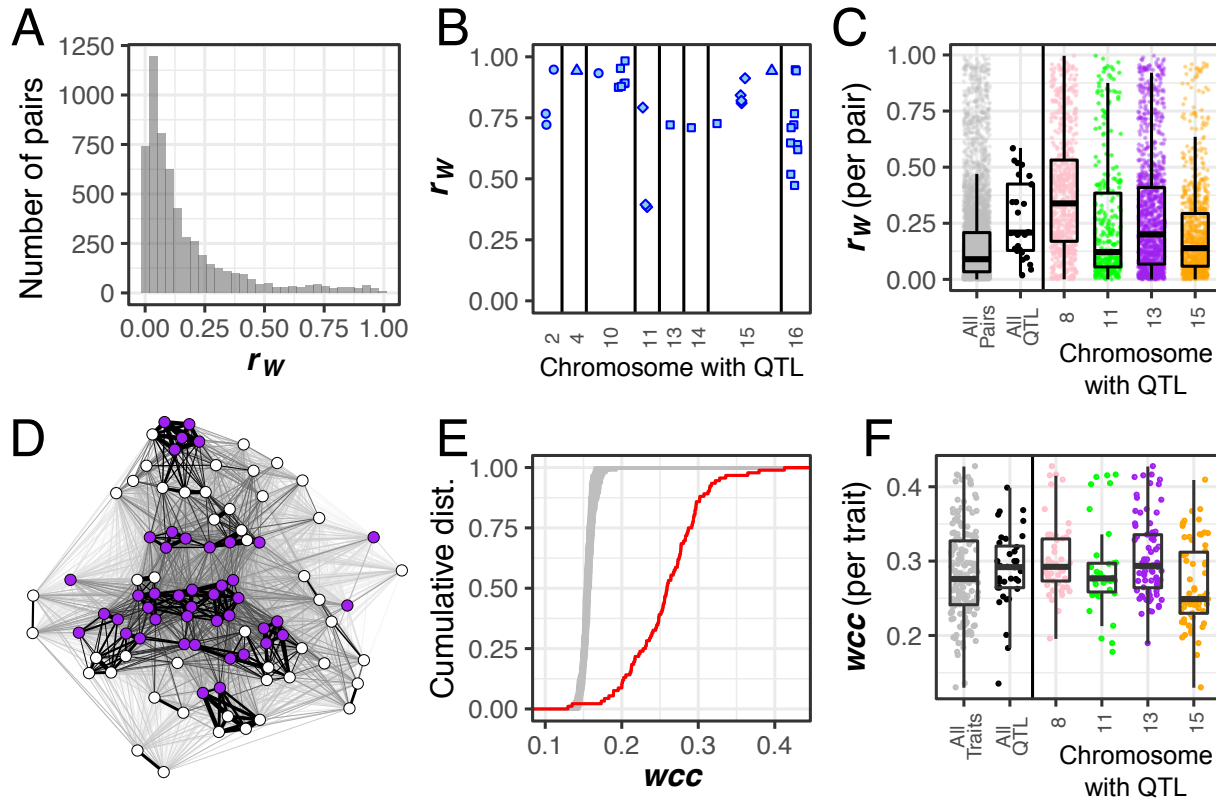 A
1250
1000
750
500
250
0
Number of pairs
0.00 0.25 0.50 0.75 1.00
rW
B
1.00
0.75
0.50
0.25
0.00
rW
2 4 10 11 13 14 15 16
Chromosome with QTL
C
1.00
0.75
0.50
0.25
0.00
rW (per pair)
All Pairs
All QTL
8 11 13 15
Chromosome
with QTL
D
E
1.00
0.75
0.50
0.25
0.00
Cumulative dist.
0.1 0.2 0.3 0.4
wcc
F
0.4
0.3
0.2
wcc (per trait)
All Traits
All QTL
8 11 13 15
Chromosome
with QTL